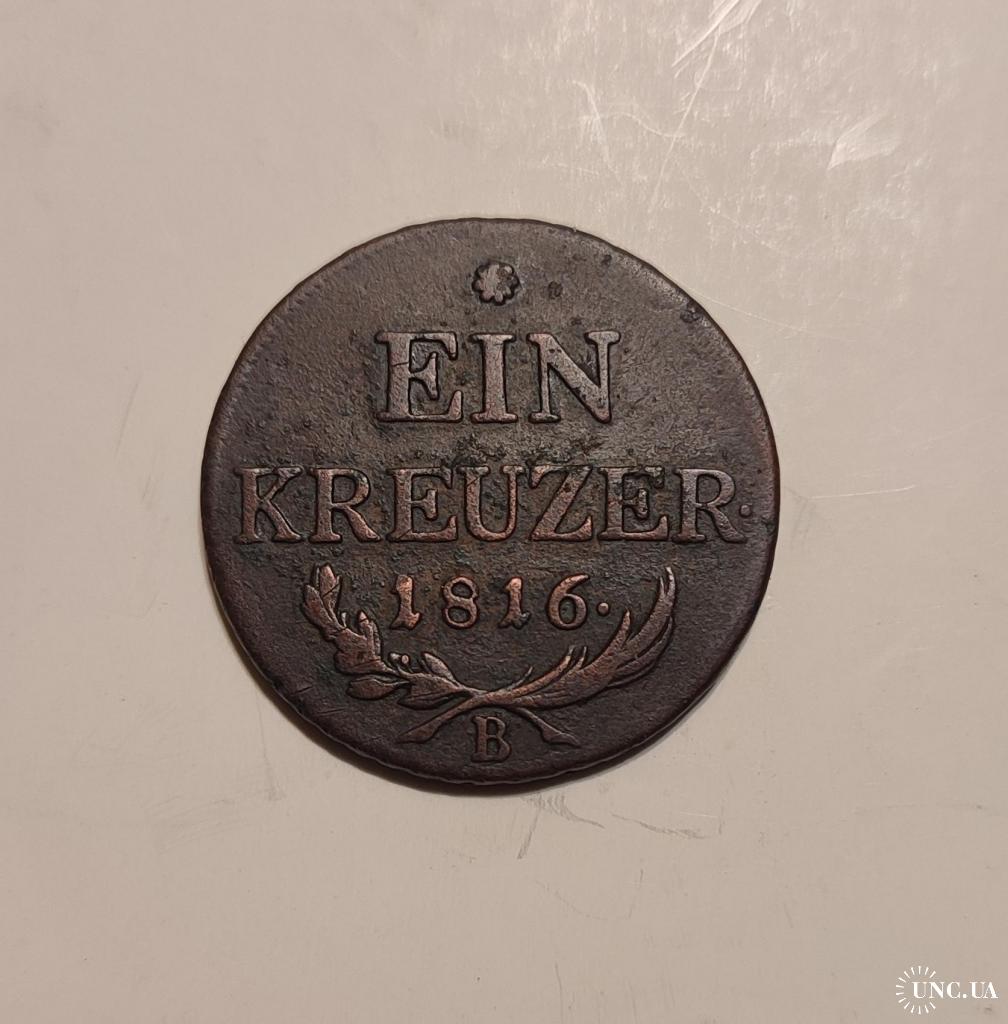 EIN
KREUZER.
1816.
B
UNC.UA